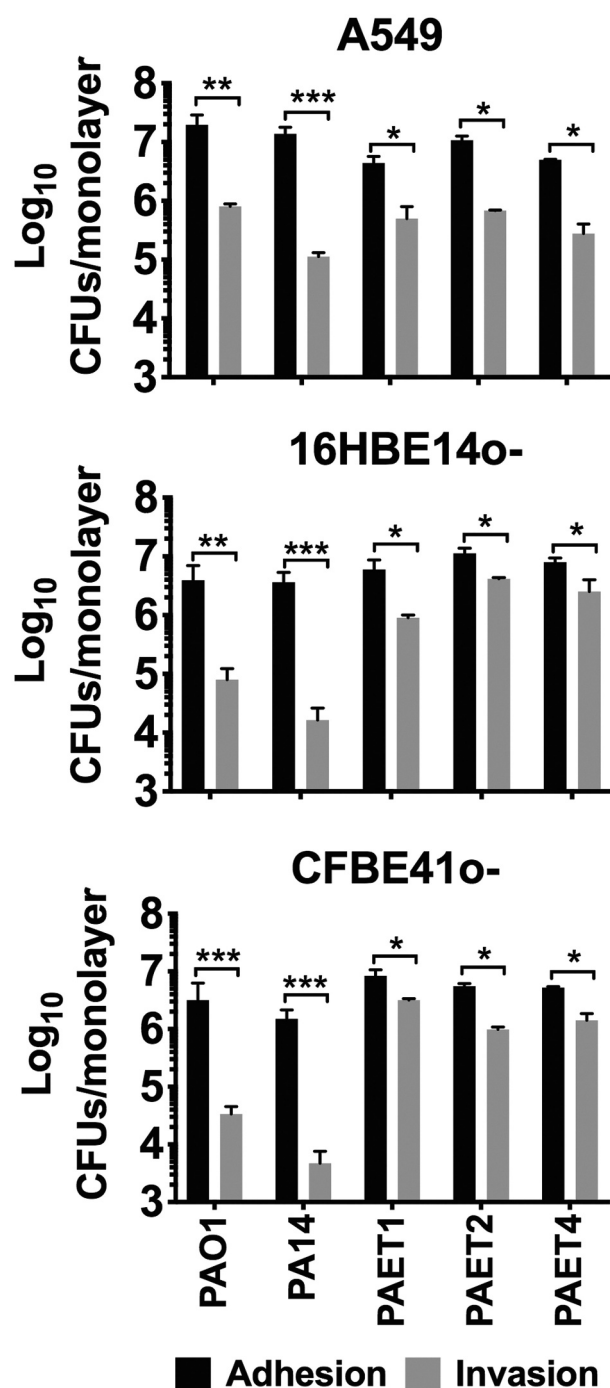 A549
Log10
CFUs/monolayer
8
7
6
5
4
3
**
***
*
*
*
16HBE14o-
Log10
CFUs/monolayer
8
7
6
5
4
3
**
***
*
*
*
CFBE41o-
Log10
CFUs/monolayer
8
7
6
5
4
3
***
***
*
*
*
PAO1
PA14
PAET1
PAET2
PAET4
Adhesion Invasion